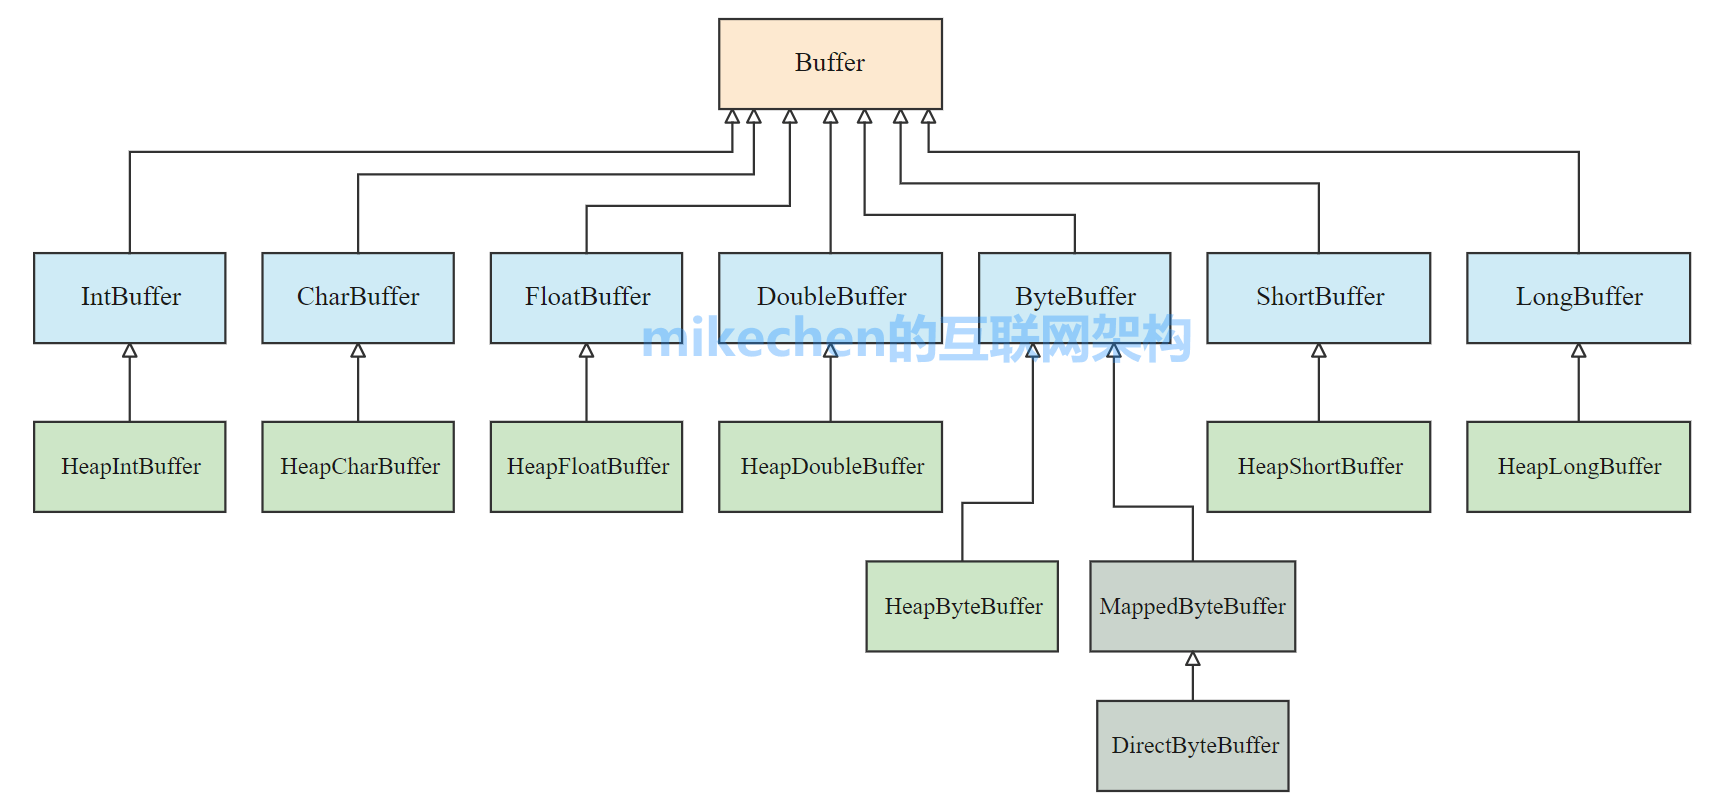 Buffer
IntBuffer
CharBuffer
FloatBuffer
DoubleBuffer
ByteBuffer
ShortBuffer
LongBuffer
mikechen的互联网架构
HeapIntBuffer
HeapCharBuffer
HeapFloatBuffer
HeapDoubleBuffer
HeapShortBuffer
HeapLongBuffer
HeapByteBuffer
MappedByteBuffer
DirectByteBuffer